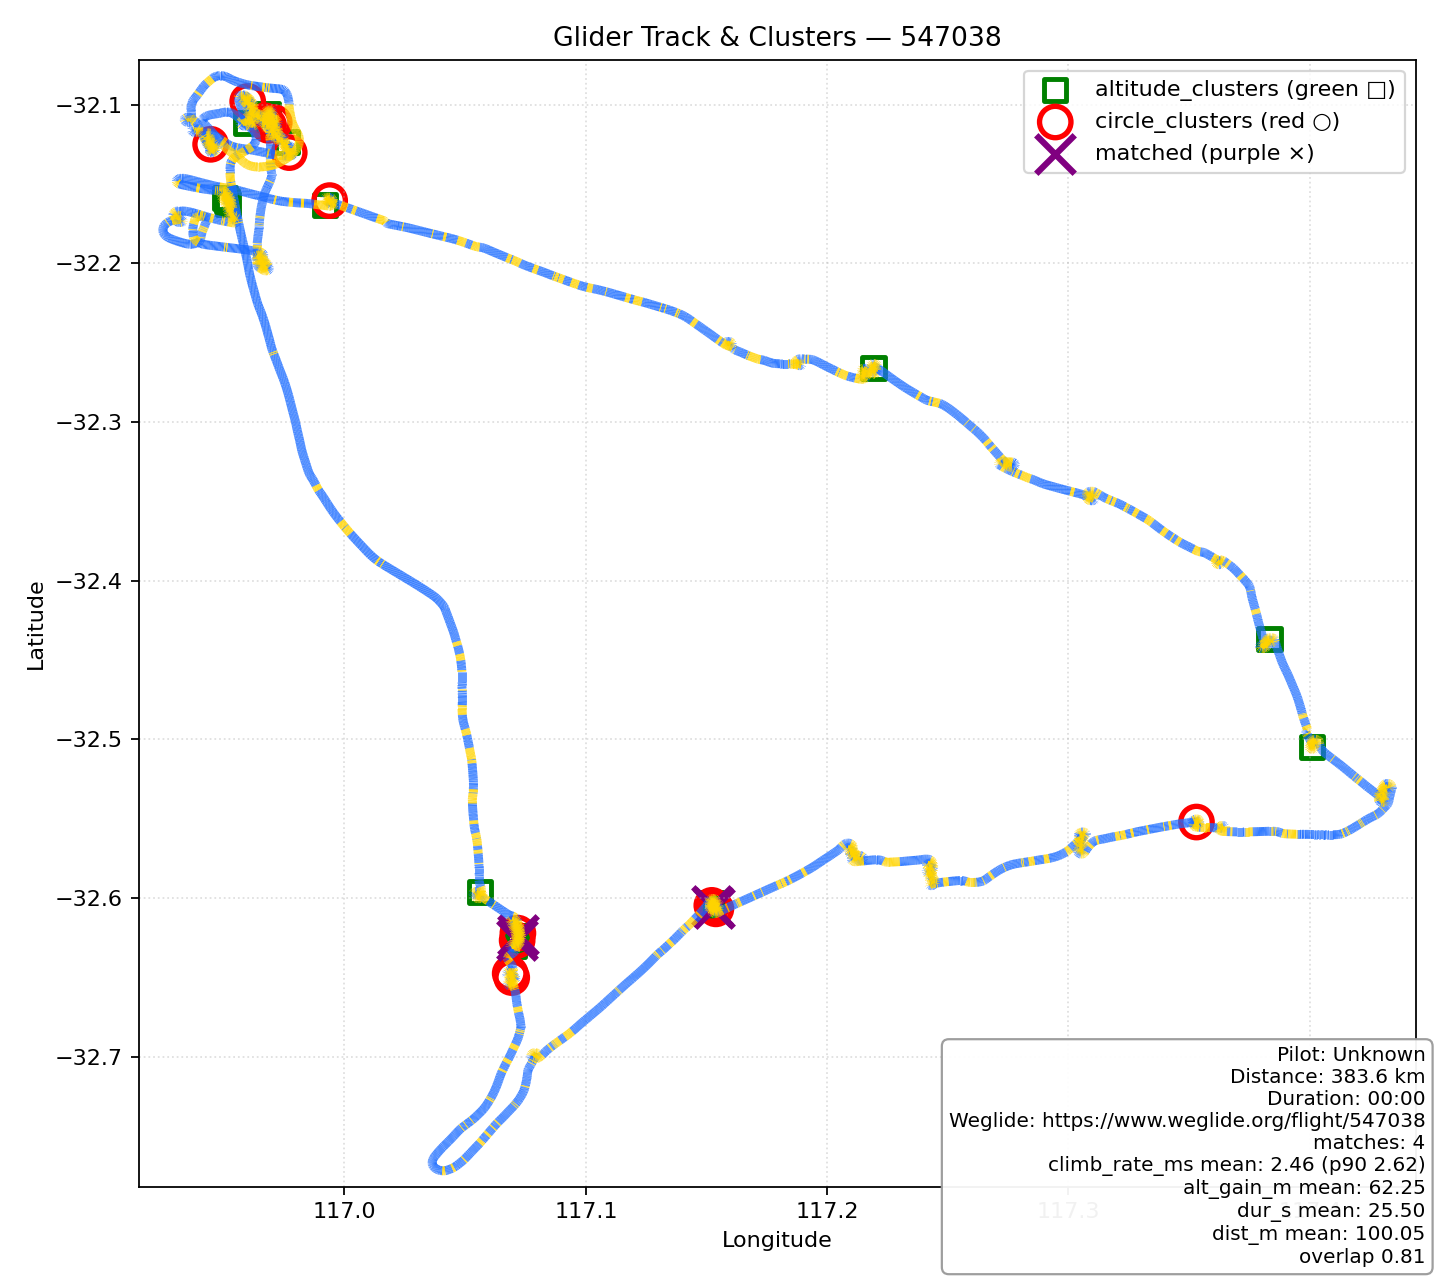 Glider Track & Clusters — 547038
altitude_clusters (green □)
circle_clusters (red ○)
matched (purple ×)
Latitude
−32.1
−32.2
−32.3
−32.4
−32.5
−32.6
−32.7
117.0
117.1
117.2
117.3
Longitude
Pilot: Unknown
Distance: 383.6 km
Duration: 00:00
Weglide: https://www.weglide.org/flight/547038
matches: 4
climb_rate_ms mean: 2.46 (p90 2.62)
alt_gain_m mean: 62.25
dur_s mean: 25.50
dist_m mean: 100.05
overlap 0.81